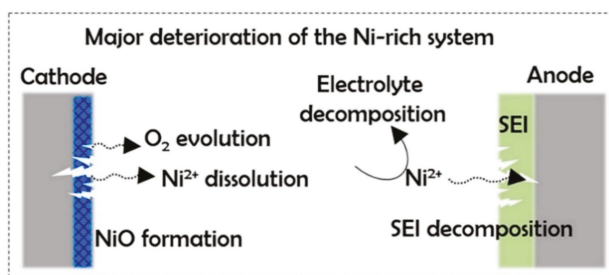 Major deterioration of the Ni-rich system
Cathode
Anode
Electrolyte
decomposition
SEI
O₂ evolution
Ni²⁺ dissolution
Ni²⁺
NiO formation
SEI decomposition